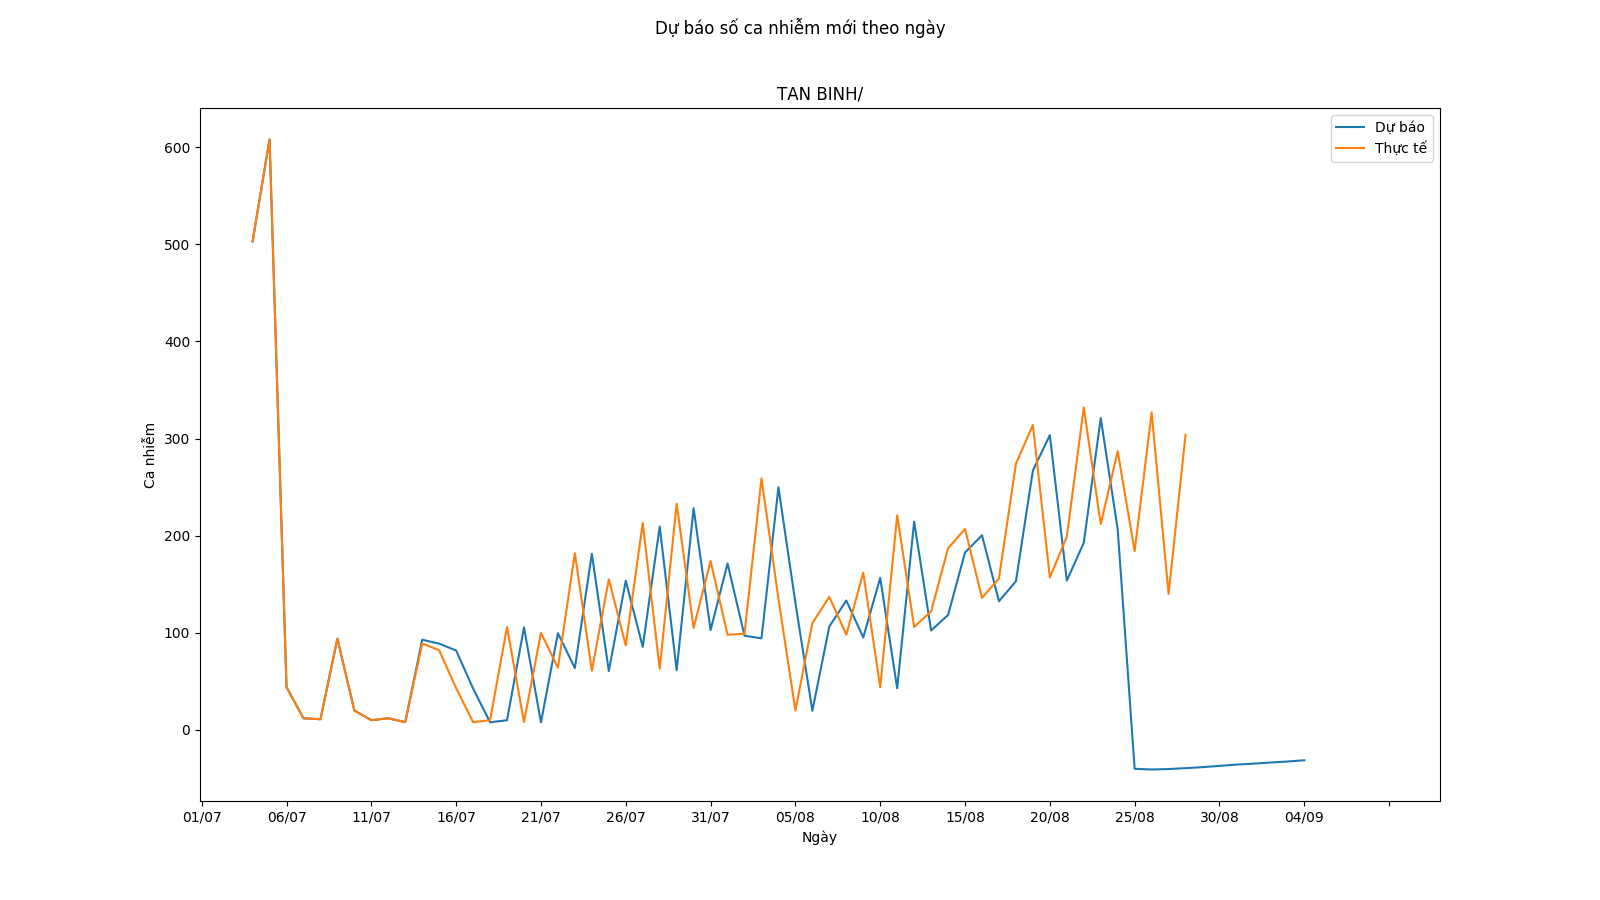 Dự báo số ca nhiễm mới theo ngày
TAN BINH/
Dự báo
Thực tế
600
500
400
300
200
100
0
Ca nhiễm
01/07 06/07 11/07 16/07 21/07 26/07 31/07 05/08 10/08 15/08 20/08 25/08 30/08 04/09
Ngày